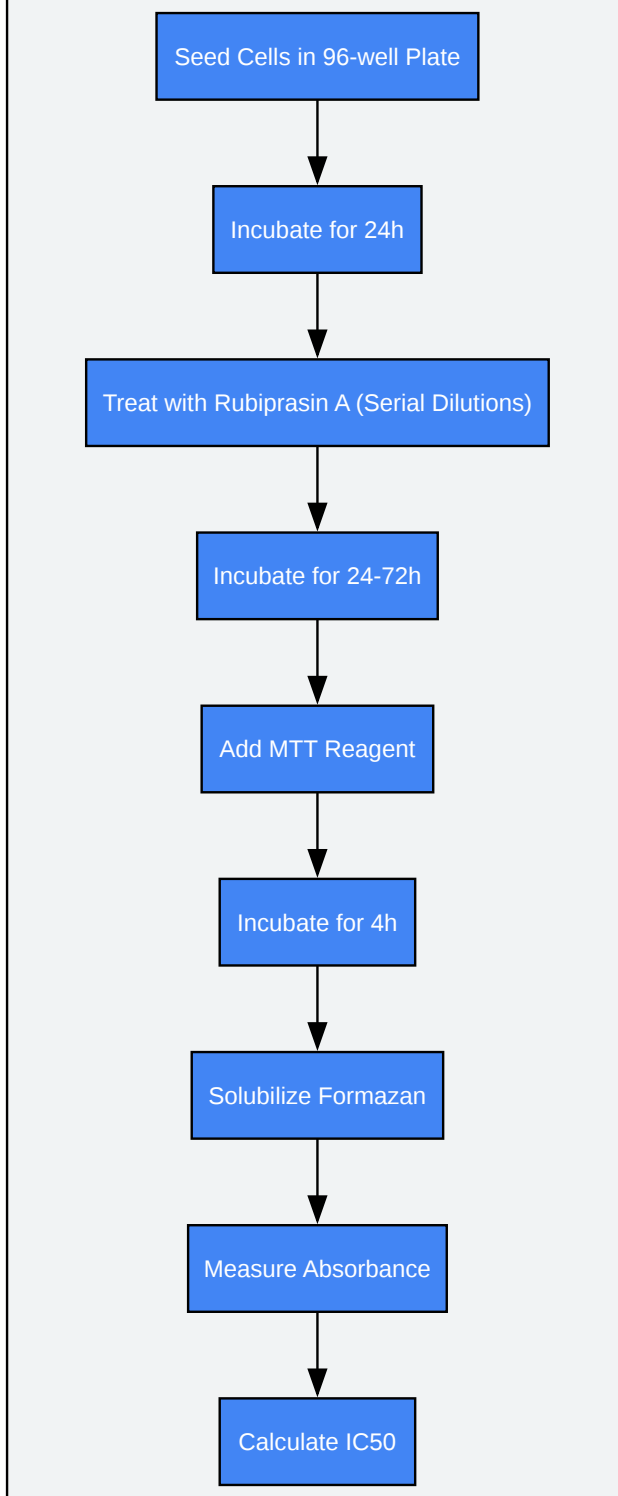 Seed Cells in 96-well Plate
Incubate for 24h
Treat with Rubiprasin A (Serial Dilutions)
Incubate for 24-72h
Add MTT Reagent
Incubate for 4h
Solubilize Formazan
Measure Absorbance
Calculate IC50